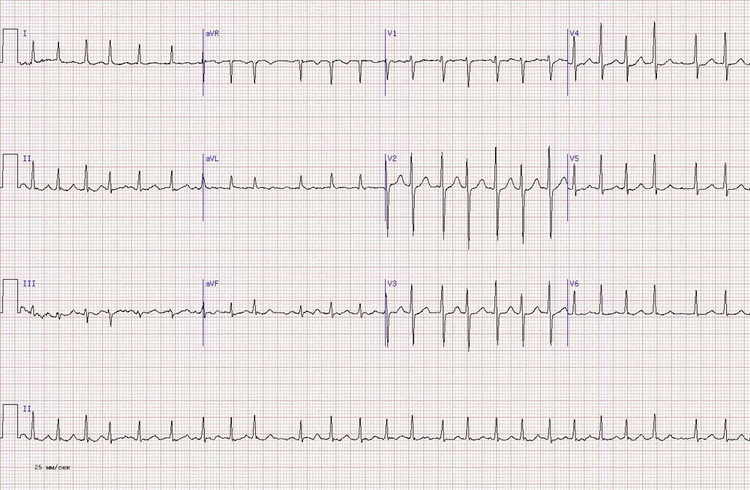 I aVR V1 V4
II aVL V2 V5
III aVF V3 V6
II
25 мм/сек